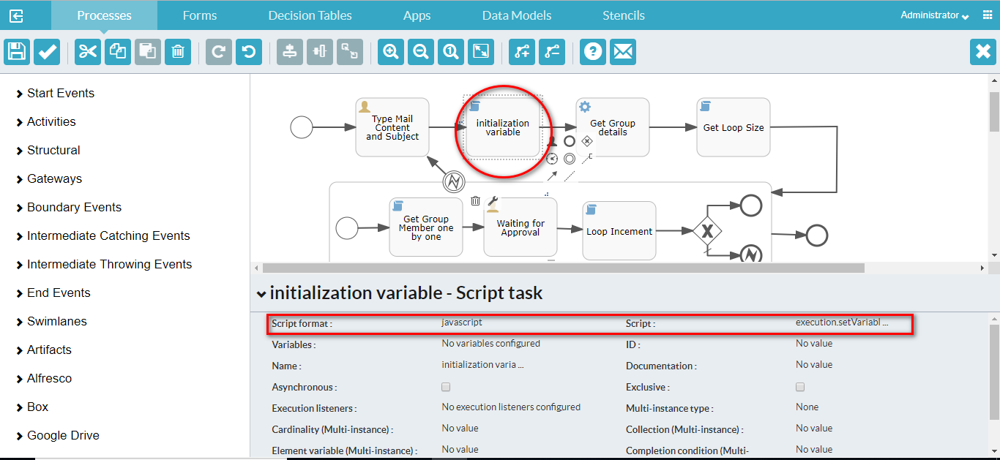 Processes
Forms
Decision Tables
Apps
Data Models
Stencils
Administrator
1
?
Start Events
Activities
Structural
Gateways
Boundary Events
Intermediate Catching Events
Intermediate Throwing Events
End Events
Swimlanes
Artifacts
Alfresco
Box
Google Drive
Type Mail
Content
and Subject
initialization
variable
Get Group
details
Get Loop Size
Get Group
Member one
by one
Waiting for
Approval
Loop Incement
X
initialization variable - Script task
Script format :
javascript
Script :
execution.setVariabl ...
Variables :
No variables configured
ID :
No value
Name :
initialization varia ...
Documentation :
No value
Asynchronous :
Exclusive :
Execution listeners :
No execution listeners configured
Multi-instance type :
None
Cardinality (Multi-instance) :
No value
Collection (Multi-instance) :
No value
Element variable (Multi-instance) :
No value
Completion condition (Multi-
No value